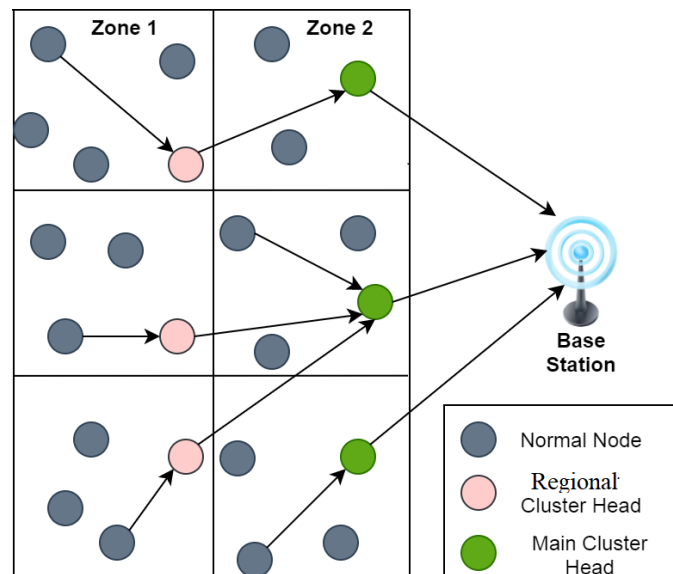 Zone 1
Zone 2
Base
Station
Normal Node
Regional
Cluster Head
Main Cluster
Head